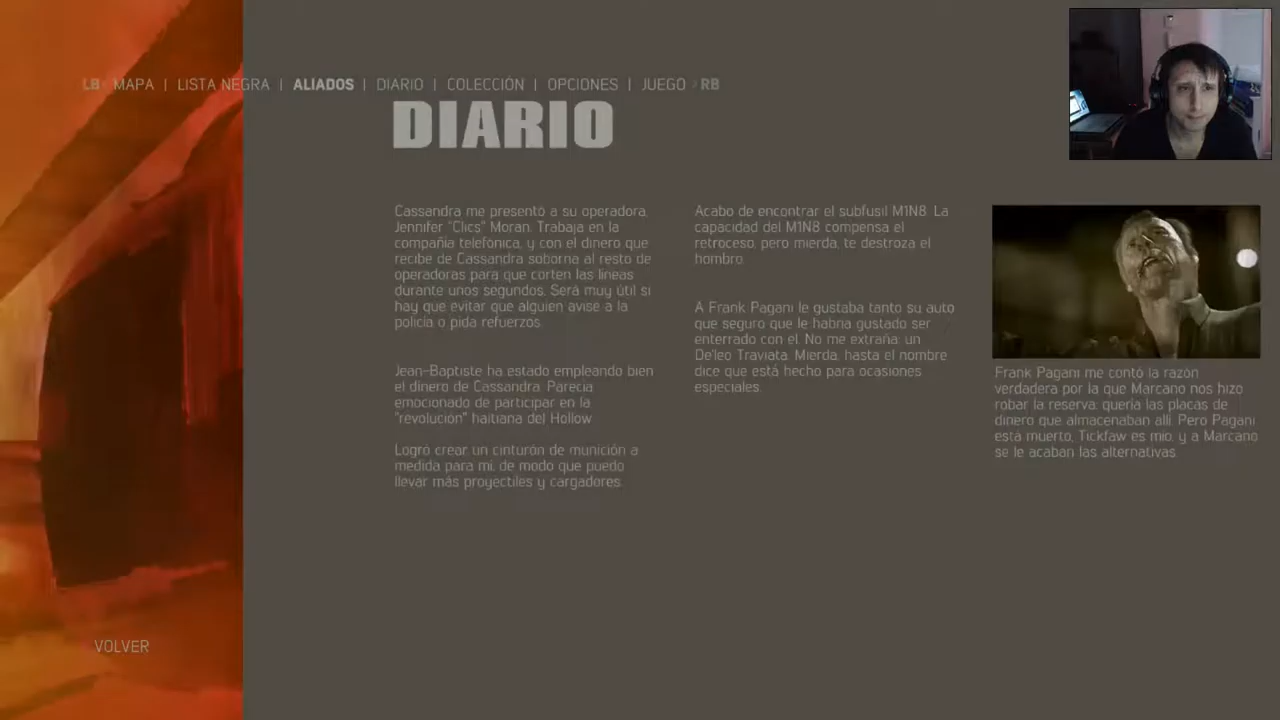 LB MAPA | LISTA NEGRA | ALIADOS | DIARIO | COLECCIÓN | OPCIONES | JUEGO RB
DIARIO
Cassandra me presentó a su operadora,
Jennifer "Clics" Moran. Trabaja en la
compañía telefónica, y con el dinero que
recibe de Cassandra soborna al resto de
operadoras para que corten las líneas
durante unos segundos. Será muy útil si
hay que evitar que alguien avise a la
policía o pida refuerzos.
Jean-Baptiste ha estado empleando bien
el dinero de Cassandra. Parecía
emocionado de participar en la
"revolución" haitiana del Hollow
Logró crear un cinturón de munición a
medida para mí, de modo que puedo
llevar más proyectiles y cargadores.
Acabo de encontrar el subfusil M1N8. La
capacidad del M1N8 compensa el
retroceso, pero mierda, te destroza el
hombro.
A Frank Pagani le gustaba tanto su auto
que seguro que le habría gustado ser
enterrado con él. No me extraña: un
De'leo Traviata. Mierda, hasta el nombre
dice que está hecho para ocasiones
especiales.
Frank Pagani me contó la razón
verdadera por la que Marcano nos hizo
robar la reserva: quería las placas de
dinero que almacenaban allí. Pero Pagani
está muerto, Tickfaw es mío, y a Marcano
se le acaban las alternativas.
VOLVER